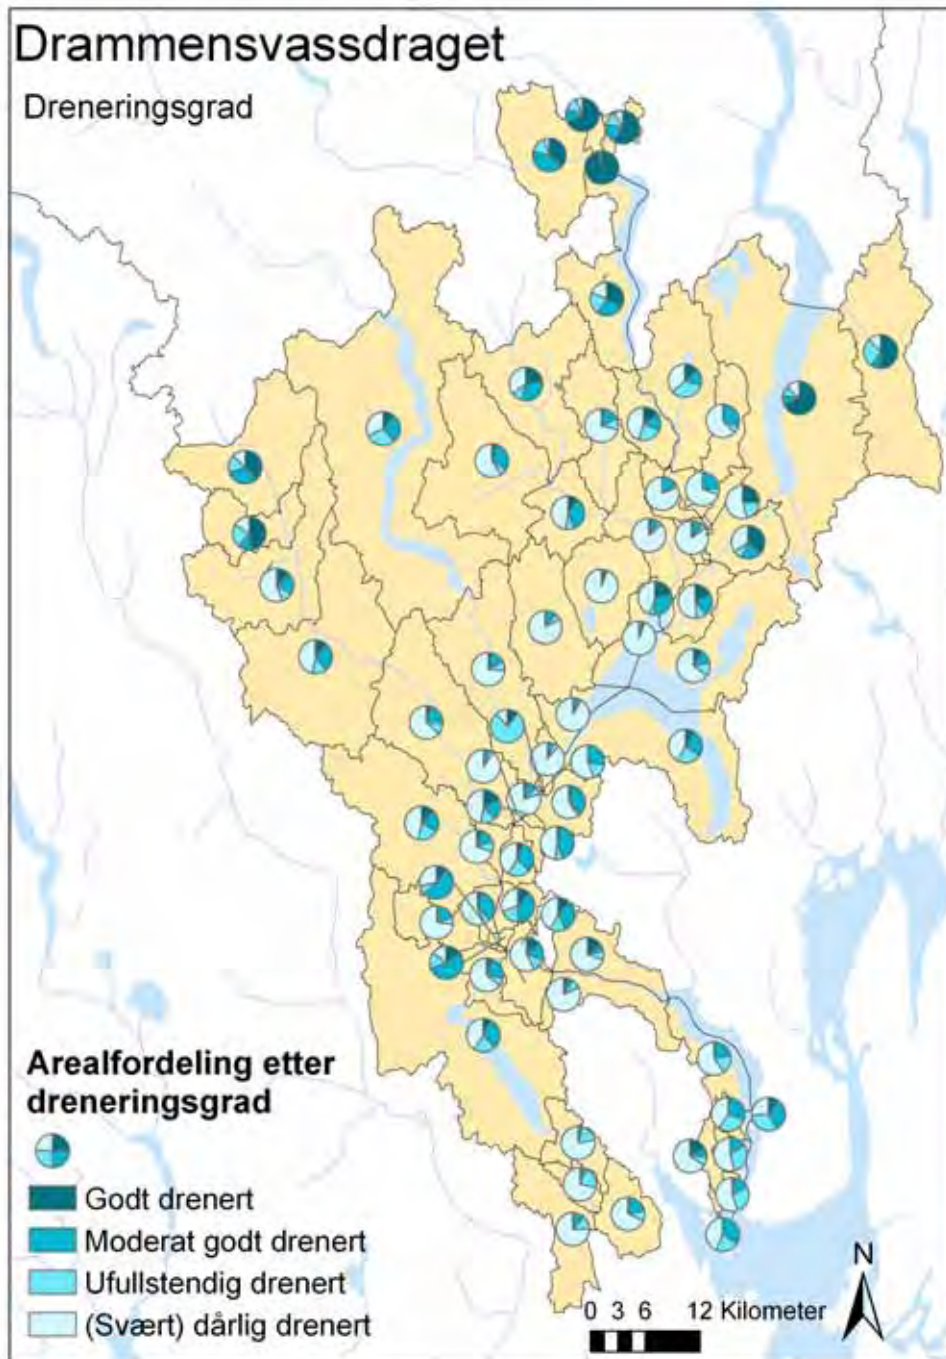 Drammensvassdraget
Dreneringsgrad
Arealfordeling etter
dreneringsgrad
Godt drenert
Moderat godt drenert
Ufullstendig drenert
(Svært) dårlig drenert
N
0 3 6 12 Kilometer